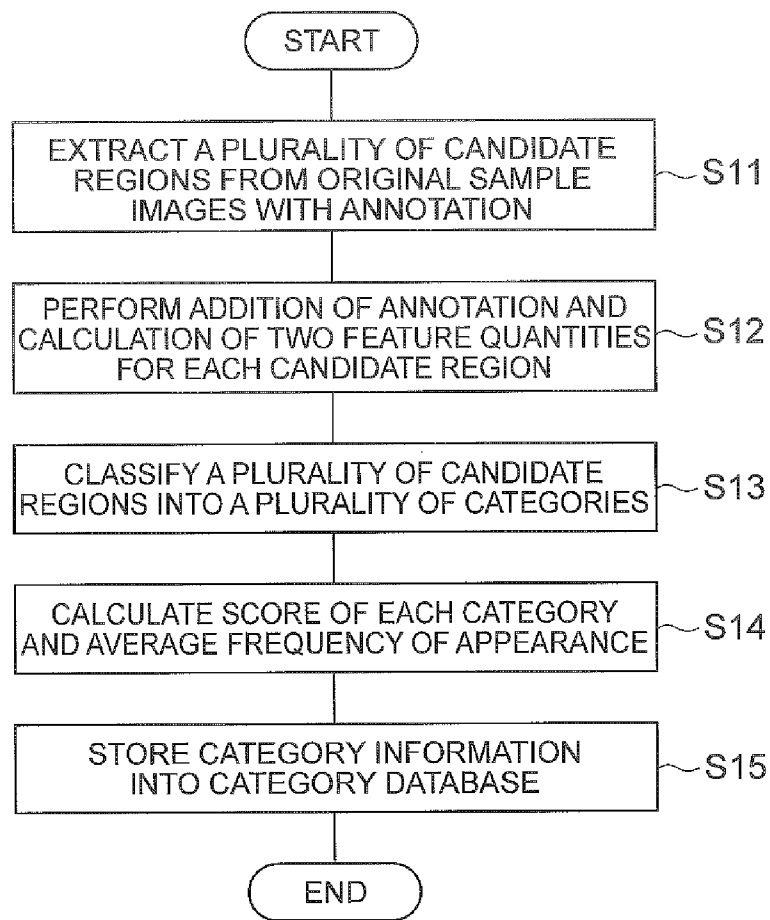 START
EXTRACT A PLURALITY OF CANDIDATE
REGIONS FROM ORIGINAL SAMPLE
IMAGES WITH ANNOTATION
S11
PERFORM ADDITION OF ANNOTATION AND
CALCULATION OF TWO FEATURE QUANTITIES
FOR EACH CANDIDATE REGION
S12
CLASSIFY A PLURALITY OF CANDIDATE
REGIONS INTO A PLURALITY OF CATEGORIES
S13
CALCULATE SCORE OF EACH CATEGORY
AND AVERAGE FREQUENCY OF APPEARANCE
S14
STORE CATEGORY INFORMATION
INTO CATEGORY DATABASE
S15
END